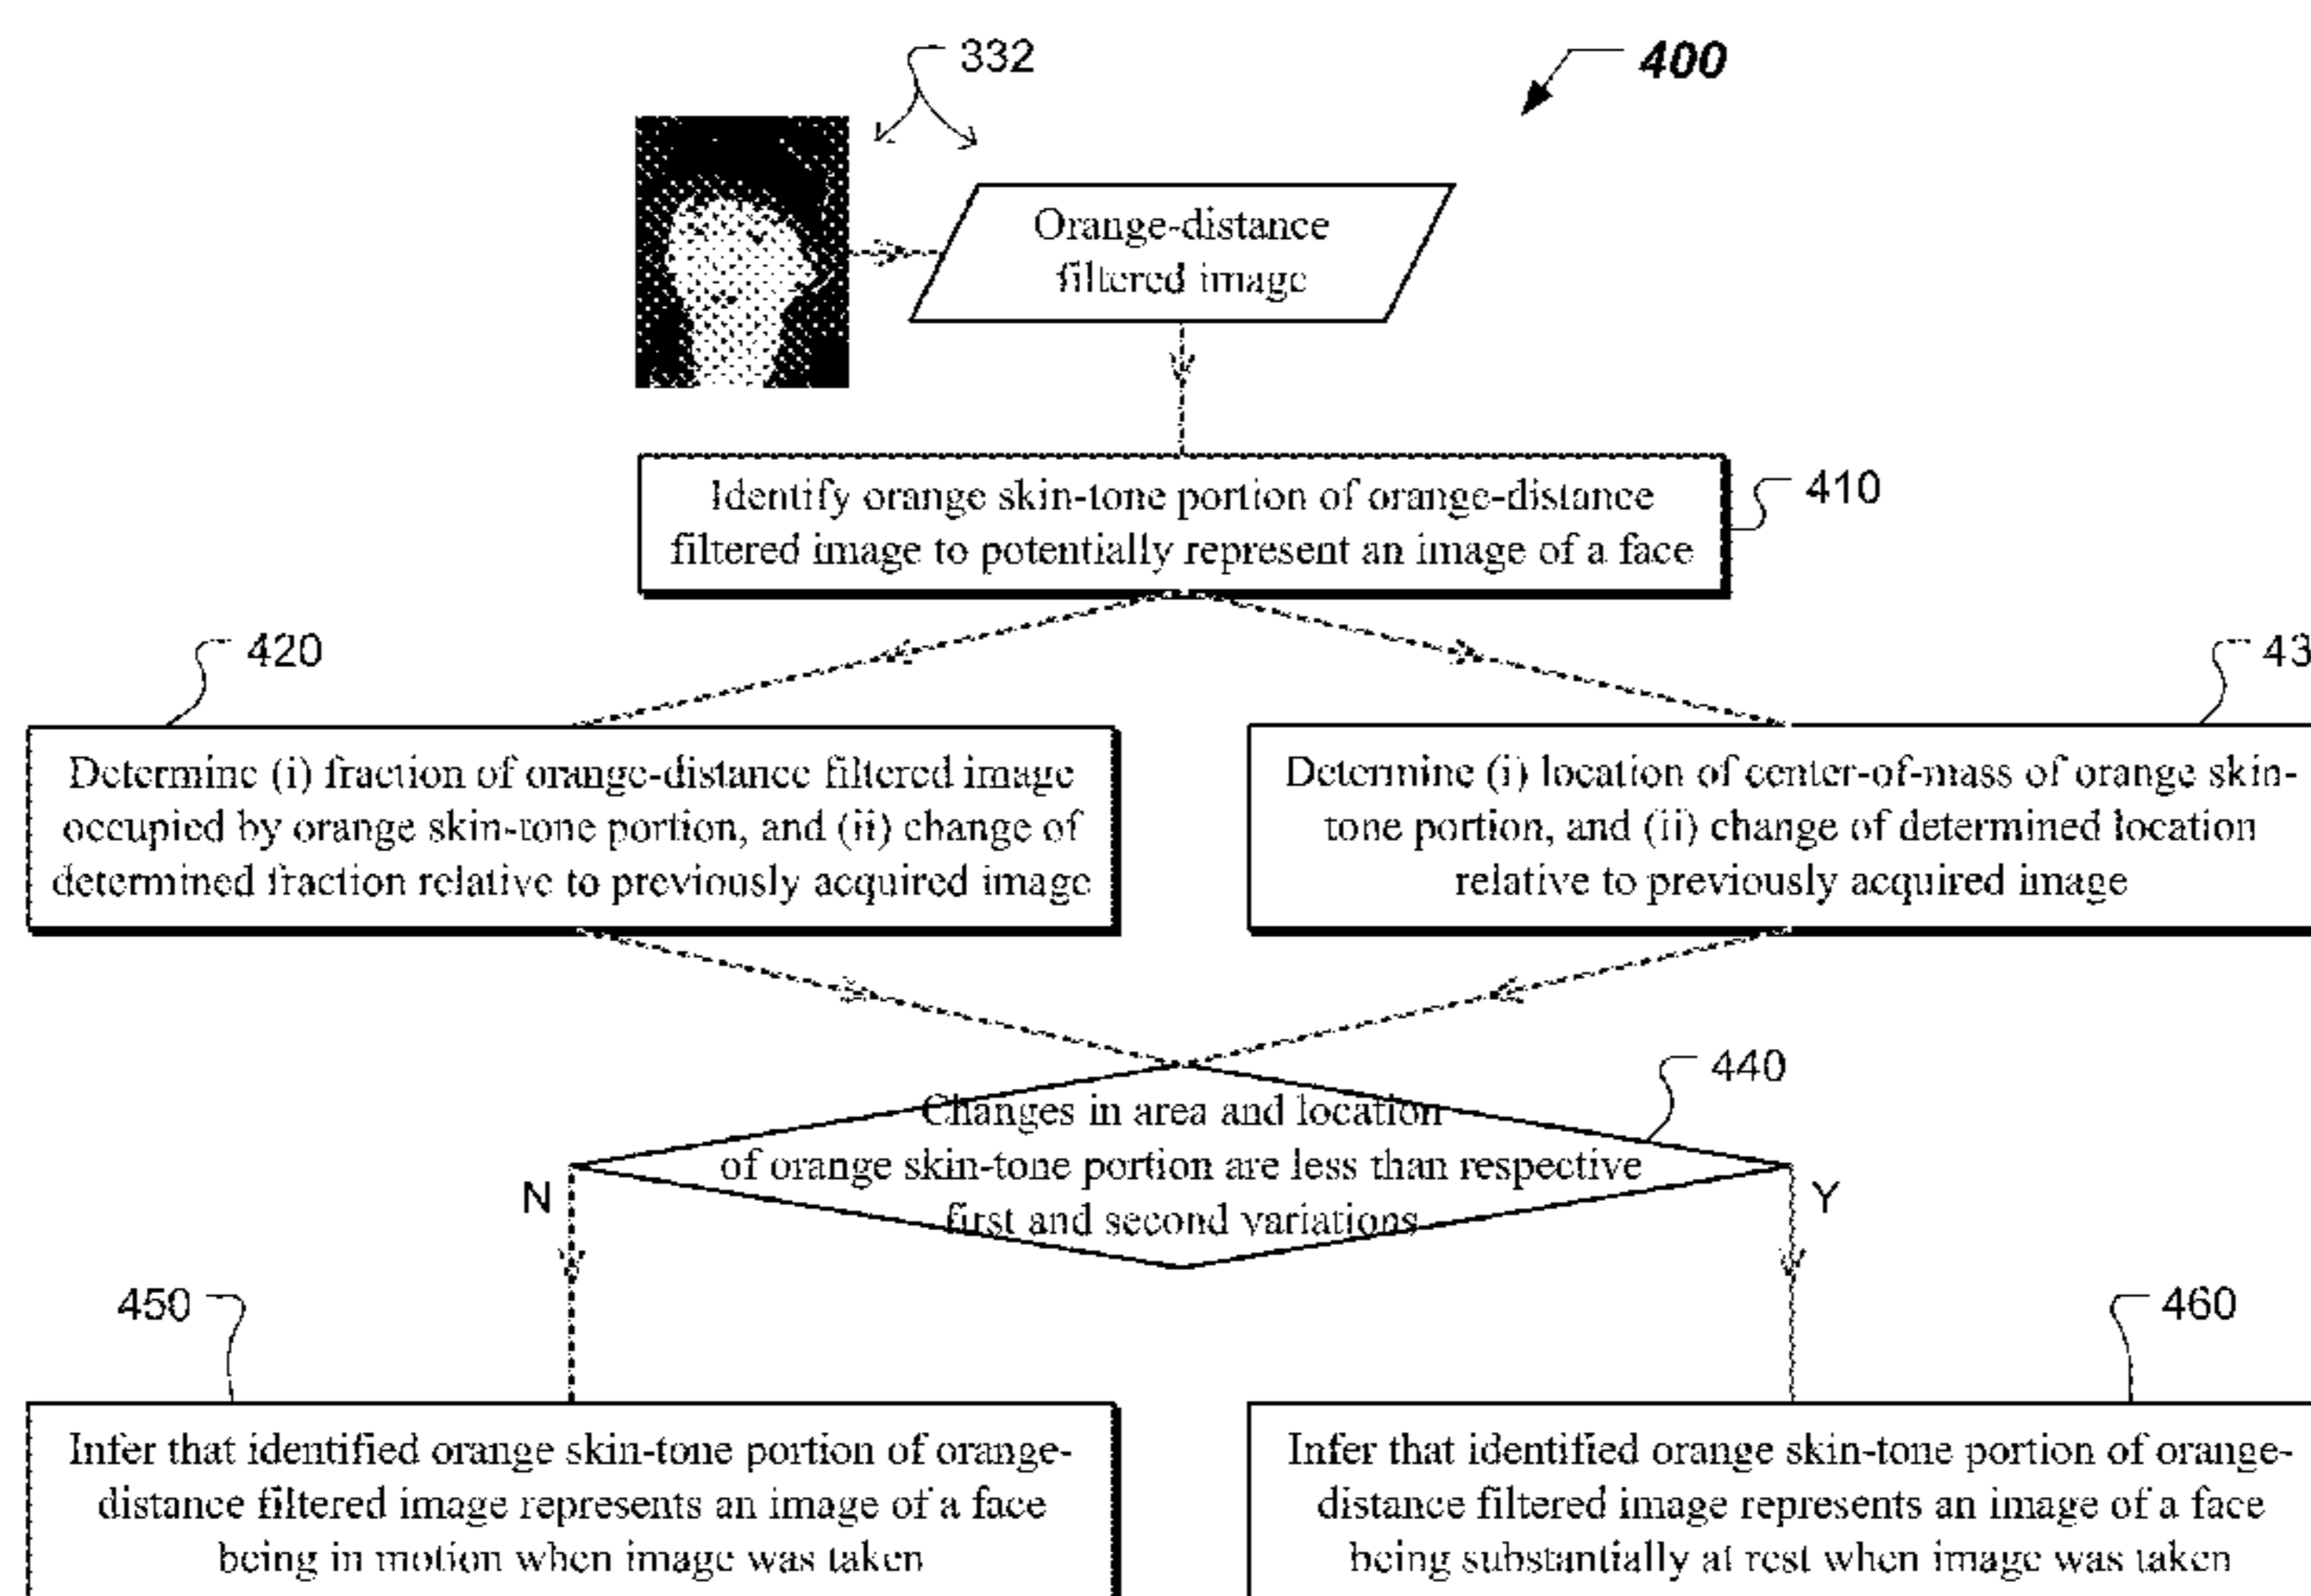 332
400
Orange-distance
filtered image
Identify orange skin-tone portion of orange-distance
filtered image to potentially represent an image of a face
410
420
43
Determine (i) fraction of orange-distance filtered image
occupied by orange skin-tone portion, and (ii) change of
determined fraction relative to previously acquired image
Determine (i) location of center-of-mass of orange skin-
tone portion, and (ii) change of determined location
relative to previously acquired image
440
Changes in area and location
of orange skin-tone portion are less than respective
first and second variations
N
Y
450
460
Infer that identified orange skin-tone portion of orange-
distance filtered image represents an image of a face
being in motion when image was taken
Infer that identified orange skin-tone portion of orange-
distance filtered image represents an image of a face
being substantially at rest when image was taken